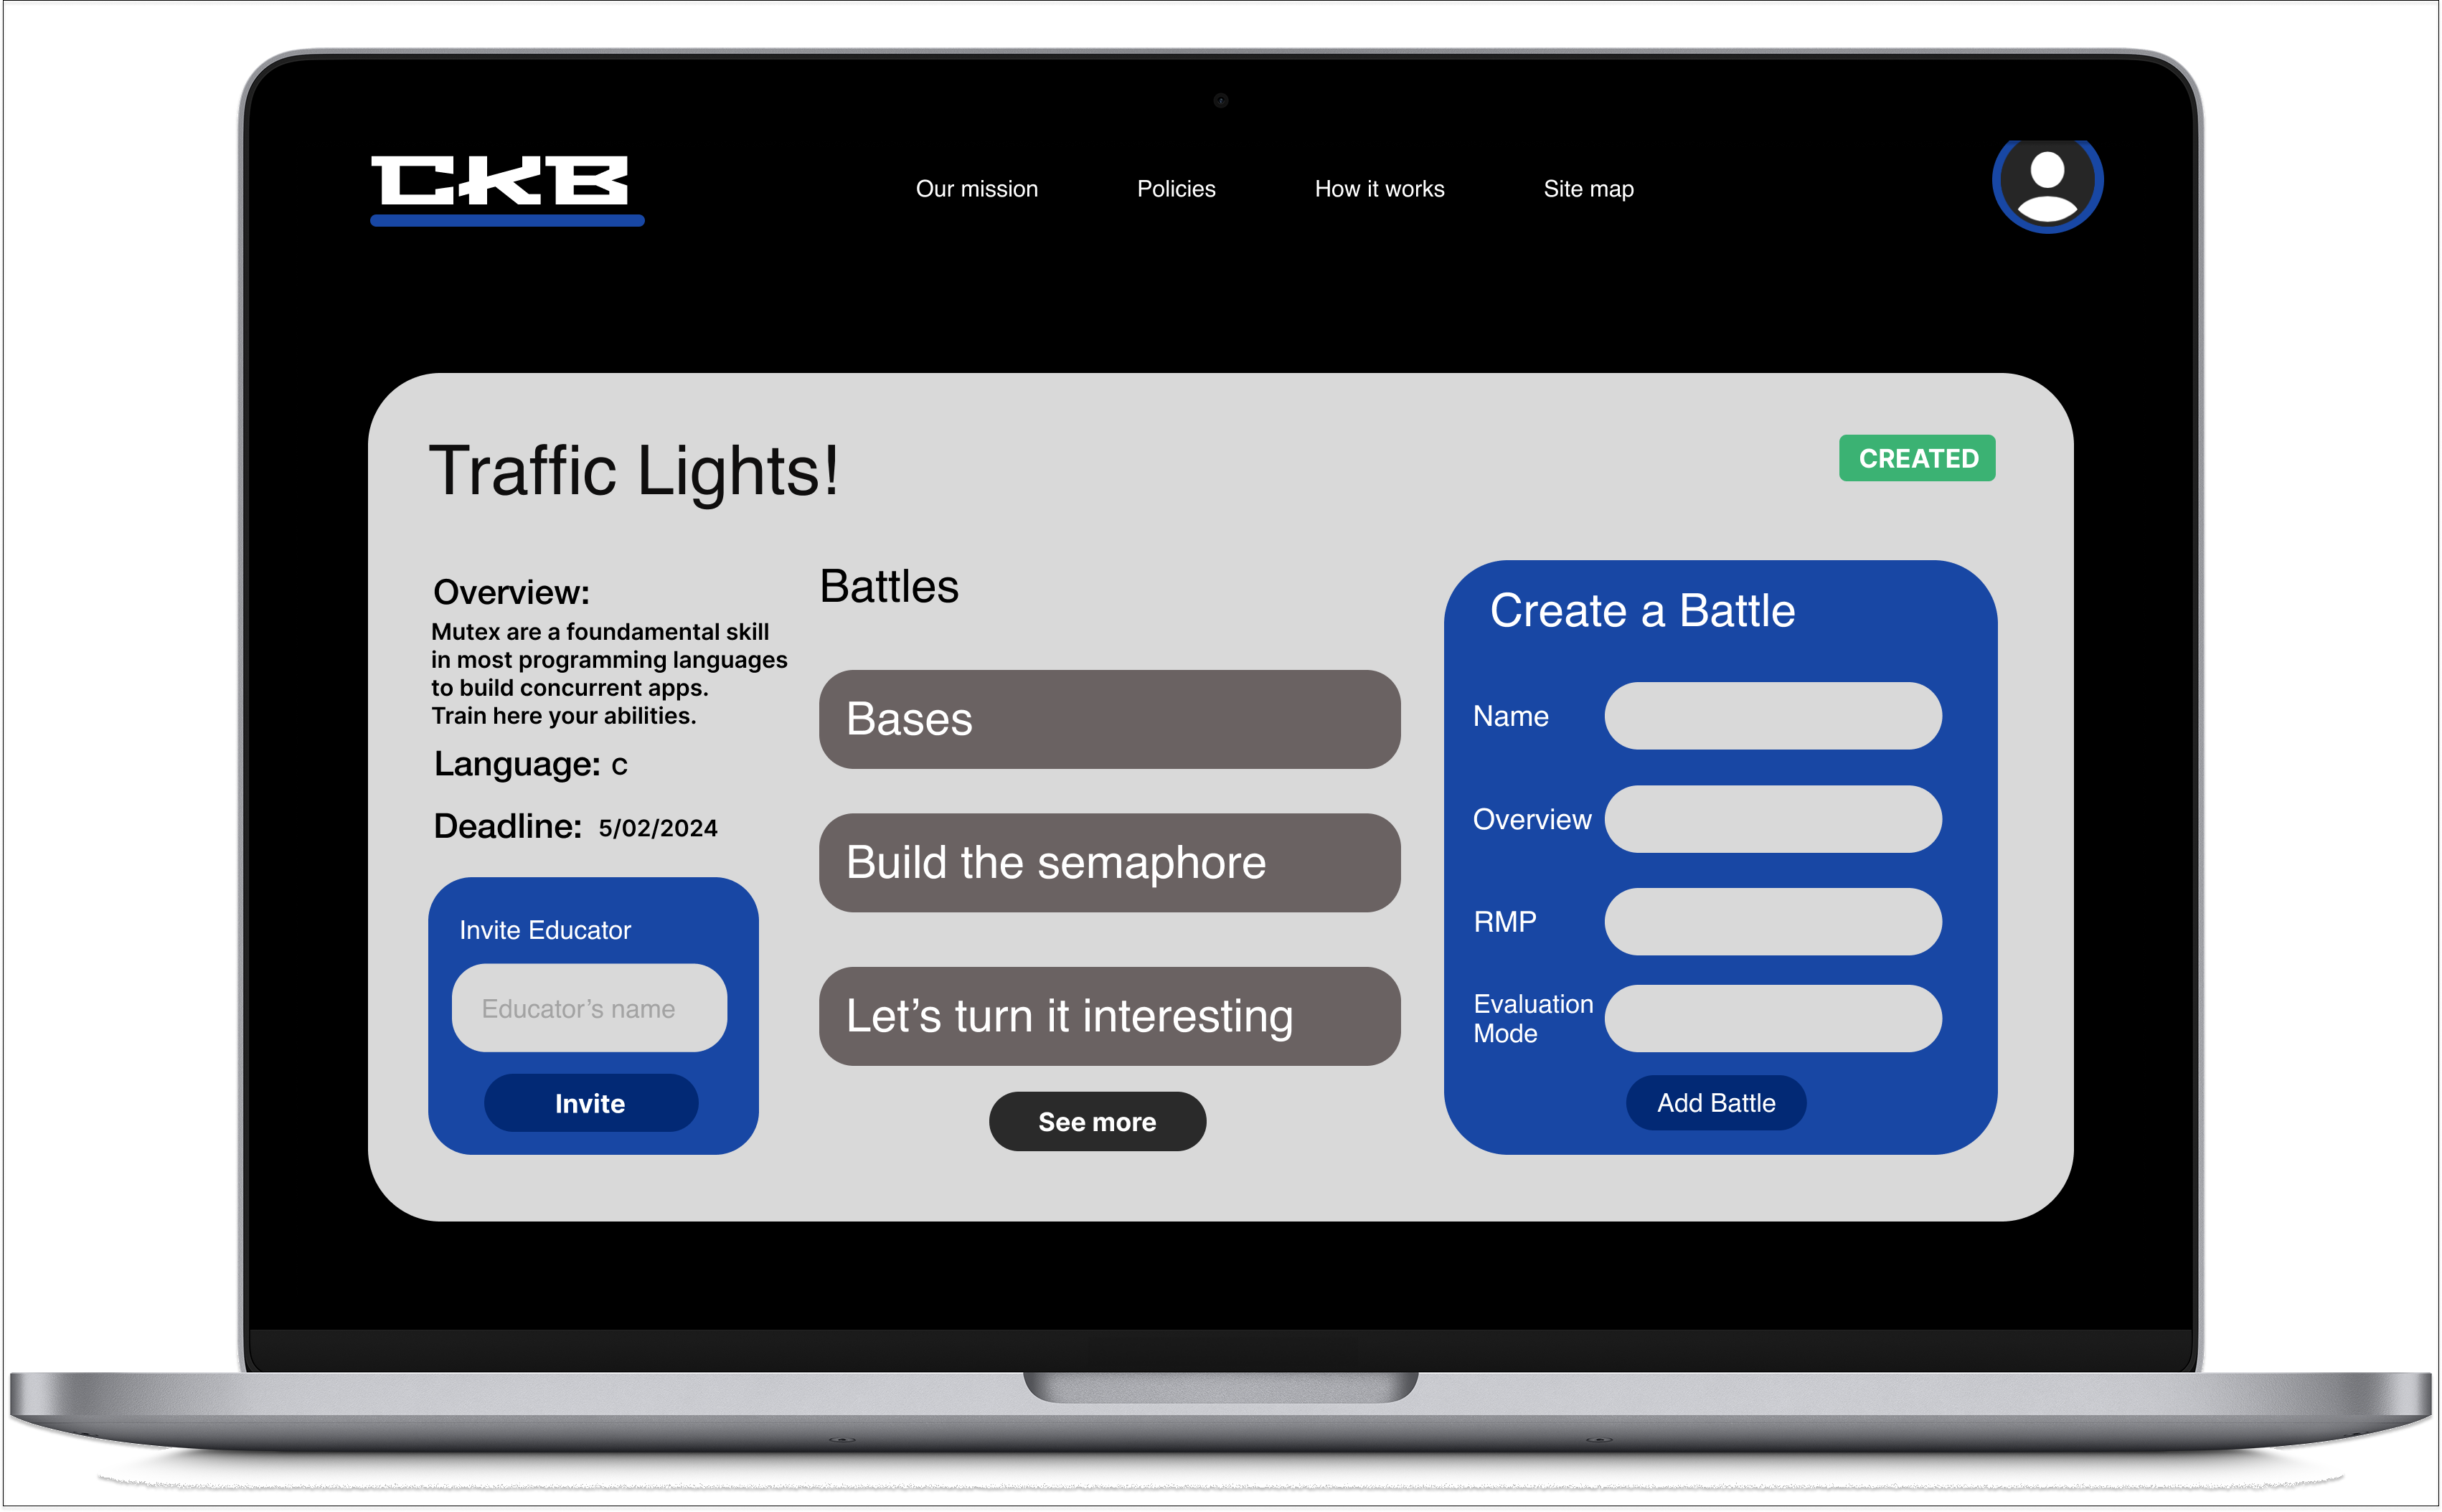 CKB
Our mission
Policies
How it works
Site map
Traffic Lights!
CREATED
Overview:
Mutex are a foundamental skill
in most programming languages
to build concurrent apps.
Train here your abilities.
Language: C
Deadline: 5/02/2024
Invite Educator
Educator’s name
Invite
Battles
Bases
Build the semaphore
Let’s turn it interesting
See more
Create a Battle
Name
Overview
RMP
Evaluation
Mode
Add Battle